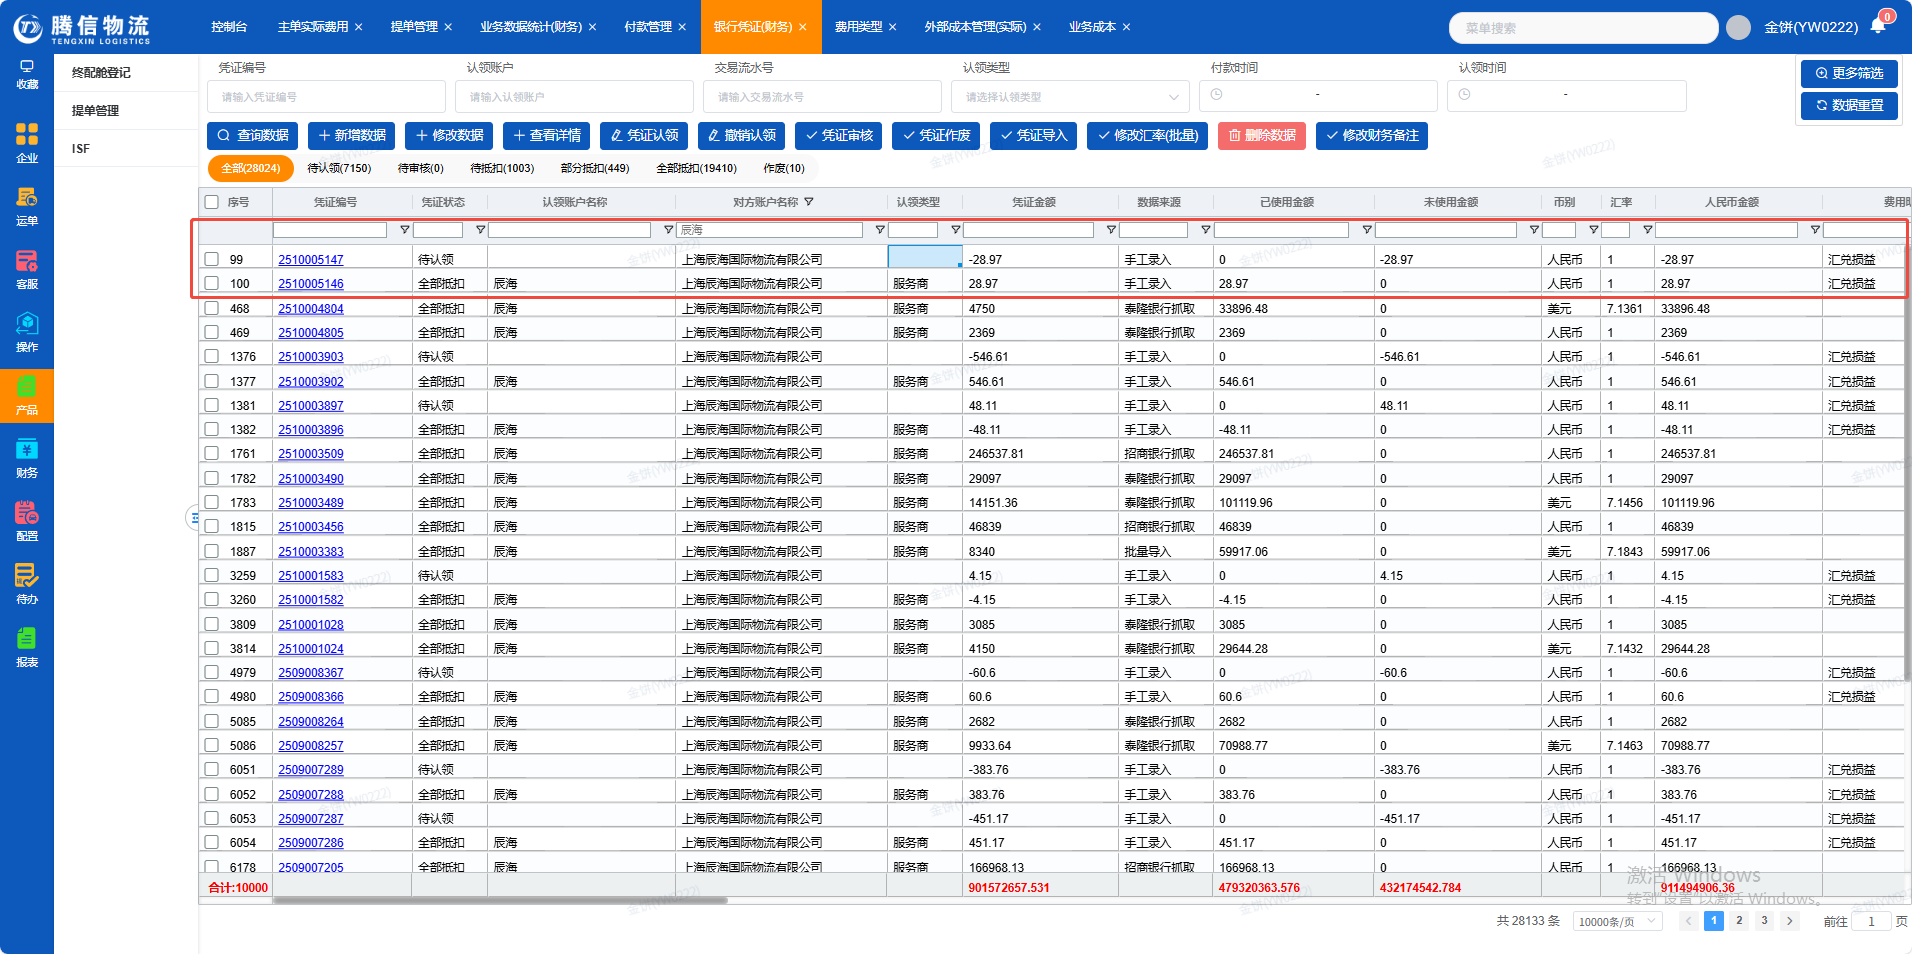 腾信物流
TENGXIN LOGISTICS
控制台 主单实际费用 × 提单管理 × 业务数据统计(财务) × 付款管理 × 银行凭证(财务) × 费用类型 × 外部成本管理(实际) × 业务成本 ×
菜单搜索
金饼(YW0222)
0
收藏
企业
运单
客服
操作
产品
财务
配置
待办
报表
终配舱登记
提单管理
ISF
凭证编号 认领账户 交易流水号 认领类型 付款时间 认领时间
请输入凭证编号 请输入认领账户 请输入交易流水号 请选择认领类型 - -
更多筛选
数据重置
查询数据 新增数据 修改数据 查看详情 凭证认领 撤销认领 凭证审核 凭证作废 凭证导入 修改汇率(批量) 删除数据 修改财务备注
全部(28024) 待认领(7150) 待审核(0) 待抵扣(1003) 部分抵扣(449) 全部抵扣(19410) 作废(10)
序号 凭证编号 凭证状态 认领账户名称 对方账户名称 认领类型 凭证金额 数据来源 已使用金额 未使用金额 币别 汇率 人民币金额
辰海
99 2510005147 待认领 上海辰海国际物流有限公司 -28.97 手工录入 0 -28.97 人民币 1 -28.97 汇兑损益
100 2510005146 全部抵扣 辰海 上海辰海国际物流有限公司 服务商 28.97 手工录入 28.97 0 人民币 1 28.97 汇兑损益
468 2510004804 全部抵扣 辰海 上海辰海国际物流有限公司 服务商 4750 泰隆银行抓取 33896.48 0 美元 7.1361 33896.48
469 2510004805 全部抵扣 辰海 上海辰海国际物流有限公司 服务商 2369 泰隆银行抓取 2369 0 人民币 1 2369
1376 2510003903 待认领 上海辰海国际物流有限公司 -546.61 手工录入 0 -546.61 人民币 1 -546.61 汇兑损益
1377 2510003902 全部抵扣 辰海 上海辰海国际物流有限公司 服务商 546.61 手工录入 546.61 0 人民币 1 546.61 汇兑损益
1381 2510003897 待认领 上海辰海国际物流有限公司 48.11 手工录入 0 48.11 人民币 1 48.11 汇兑损益
1382 2510003896 全部抵扣 辰海 上海辰海国际物流有限公司 服务商 -48.11 手工录入 -48.11 0 人民币 1 -48.11 汇兑损益
1761 2510003509 全部抵扣 辰海 上海辰海国际物流有限公司 服务商 246537.81 招商银行抓取 246537.81 0 人民币 1 246537.81
1782 2510003490 全部抵扣 辰海 上海辰海国际物流有限公司 服务商 29097 泰隆银行抓取 29097 0 人民币 1 29097
1783 2510003489 全部抵扣 辰海 上海辰海国际物流有限公司 服务商 14151.36 泰隆银行抓取 101119.96 0 美元 7.1456 101119.96
1815 2510003456 全部抵扣 辰海 上海辰海国际物流有限公司 服务商 46839 招商银行抓取 46839 0 人民币 1 46839
1887 2510003383 全部抵扣 辰海 上海辰海国际物流有限公司 服务商 8340 批量导入 59917.06 0 美元 7.1843 59917.06
3259 2510001583 待认领 上海辰海国际物流有限公司 4.15 手工录入 0 4.15 人民币 1 4.15 汇兑损益
3260 2510001582 全部抵扣 辰海 上海辰海国际物流有限公司 服务商 -4.15 手工录入 -4.15 0 人民币 1 -4.15 汇兑损益
3809 2510001028 全部抵扣 辰海 上海辰海国际物流有限公司 服务商 3085 泰隆银行抓取 3085 0 人民币 1 3085
3814 2510001024 全部抵扣 辰海 上海辰海国际物流有限公司 服务商 4150 泰隆银行抓取 29644.28 0 美元 7.1432 29644.28
4979 2509008367 待认领 上海辰海国际物流有限公司 -60.6 手工录入 0 -60.6 人民币 1 -60.6 汇兑损益
4980 2509008366 全部抵扣 辰海 上海辰海国际物流有限公司 服务商 60.6 手工录入 60.6 0 人民币 1 60.6 汇兑损益
5085 2509008264 全部抵扣 辰海 上海辰海国际物流有限公司 服务商 2682 泰隆银行抓取 2682 0 人民币 1 2682
5086 2509008257 全部抵扣 辰海 上海辰海国际物流有限公司 服务商 9933.64 泰隆银行抓取 70988.77 0 美元 7.1463 70988.77
6051 2509007289 待认领 上海辰海国际物流有限公司 -383.76 手工录入 0 -383.76 人民币 1 -383.76 汇兑损益
6052 2509007288 全部抵扣 辰海 上海辰海国际物流有限公司 服务商 383.76 手工录入 383.76 0 人民币 1 383.76 汇兑损益
6053 2509007287 待认领 上海辰海国际物流有限公司 -451.17 手工录入 0 -451.17 人民币 1 -451.17 汇兑损益
6054 2509007286 全部抵扣 辰海 上海辰海国际物流有限公司 服务商 451.17 手工录入 451.17 0 人民币 1 451.17 汇兑损益
6178 2509007205 全部抵扣 辰海 上海辰海国际物流有限公司 服务商 166968.13 招商银行抓取 166968.13 0 人民币 1 166968.13
合计:10000 901572657.531 479320363.576 432174542.784 911494906.36
激活 Windows
转到"设置"以激活 Windows。
共 28133 条 10000条/页 1 2 3 前往 1 页